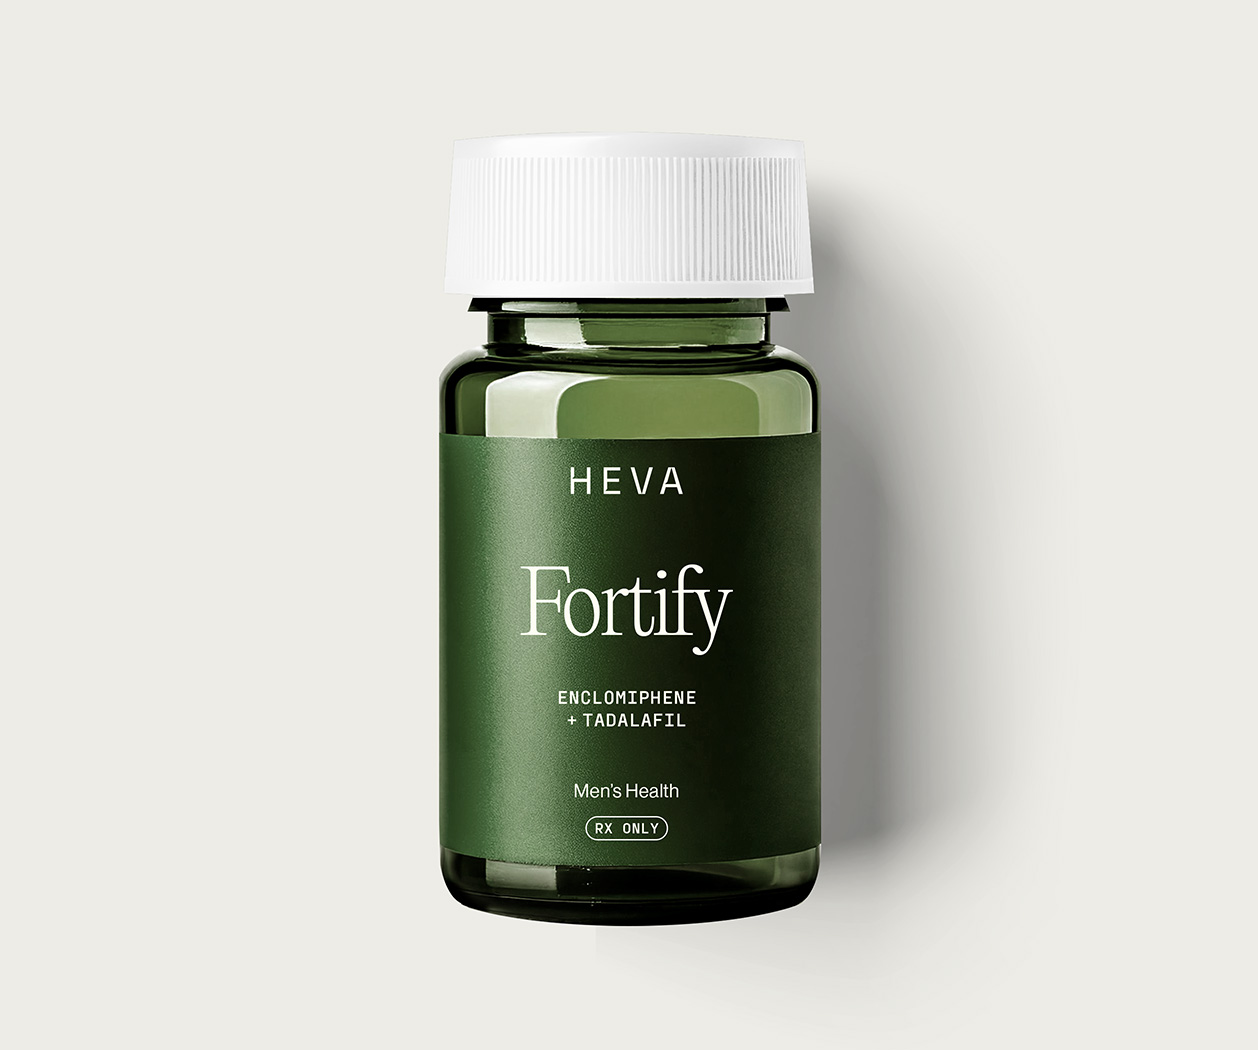 HEVA
Fortify
ENCLOMIPHENE
+ TADALAFIL
Men's Health
RX ONLY